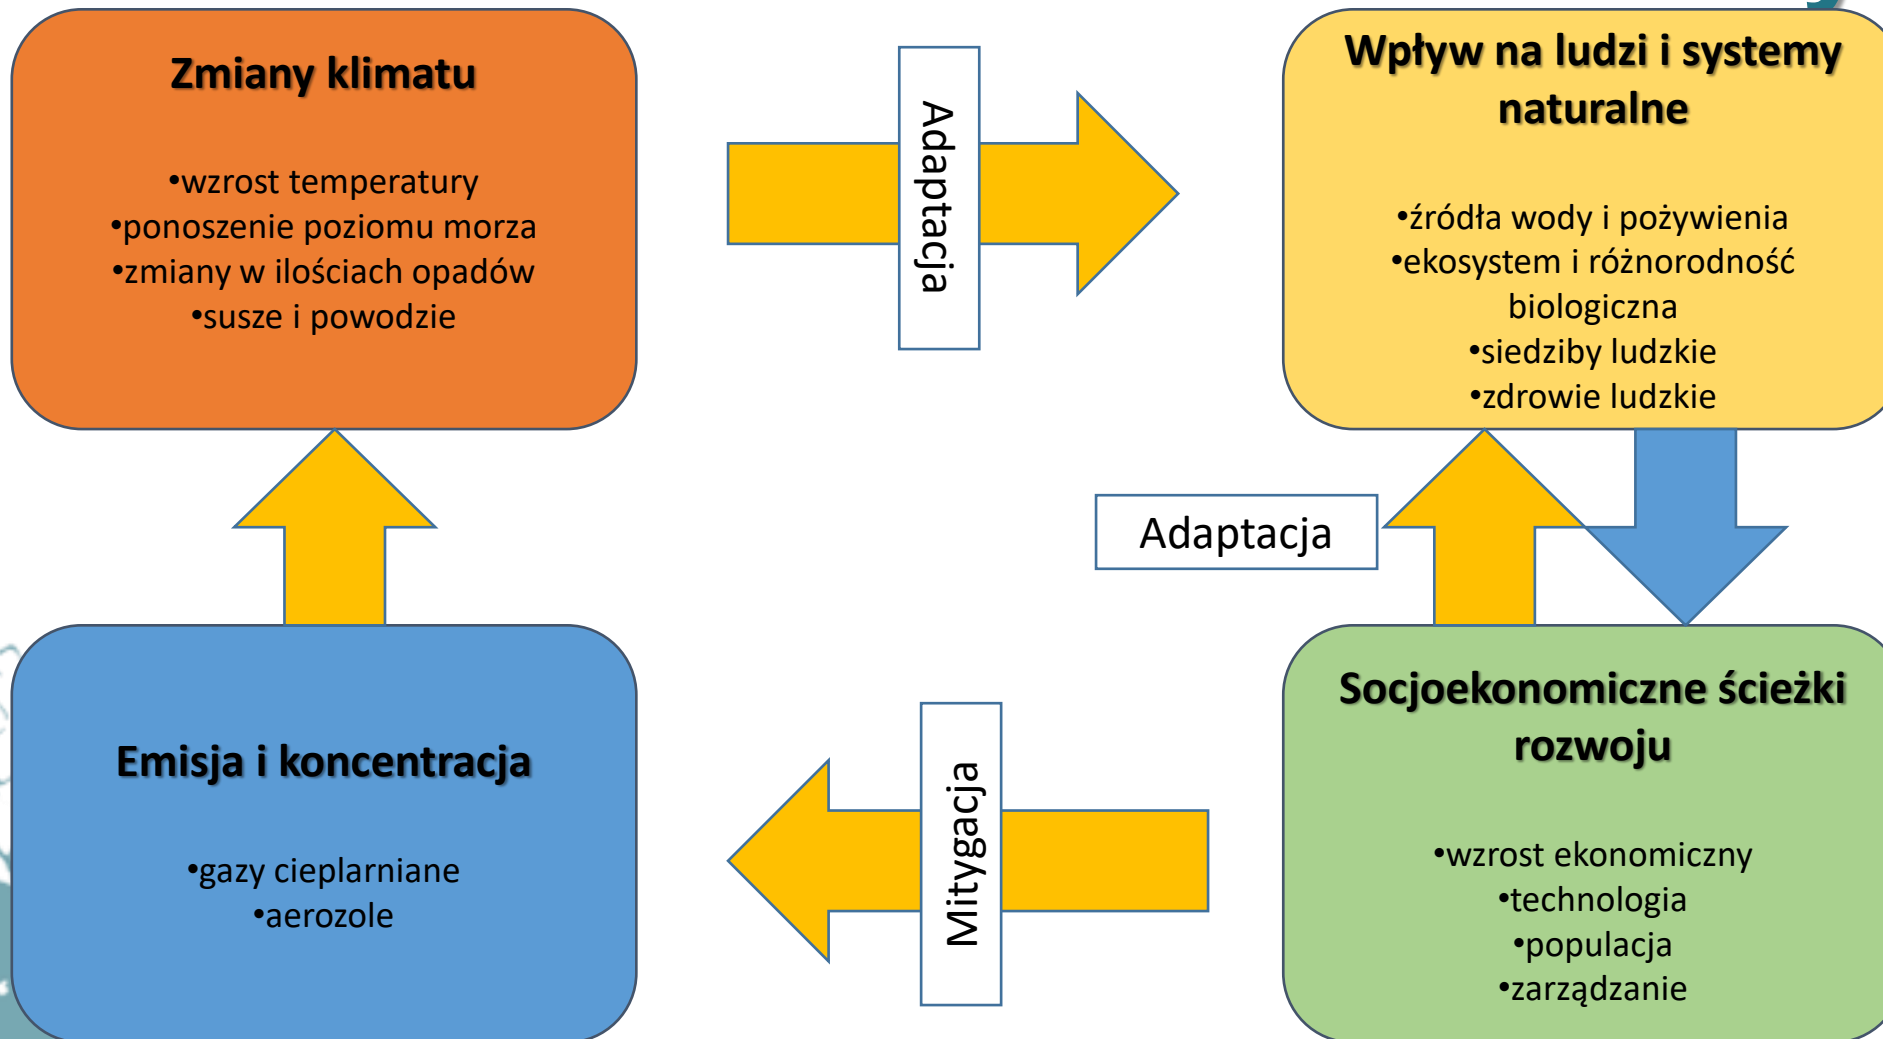 Zmiany klimatu
•wzrost temperatury
•ponoszenie poziomu morza
•zmiany w ilościach opadów
•susze i powodzie
Adaptacja
Wpływ na ludzi i systemy
naturalne
•źródła wody i pożywienia
•ekosystem i różnorodność
biologiczna
•siedziby ludzkie
•zdrowie ludzkie
Adaptacja
Emisja i koncentracja
•gazy cieplarniane
•aerozole
Mitygacja
Socjoekonomiczne ścieżki
rozwoju
•wzrost ekonomiczny
•technologia
•populacja
•zarządzanie